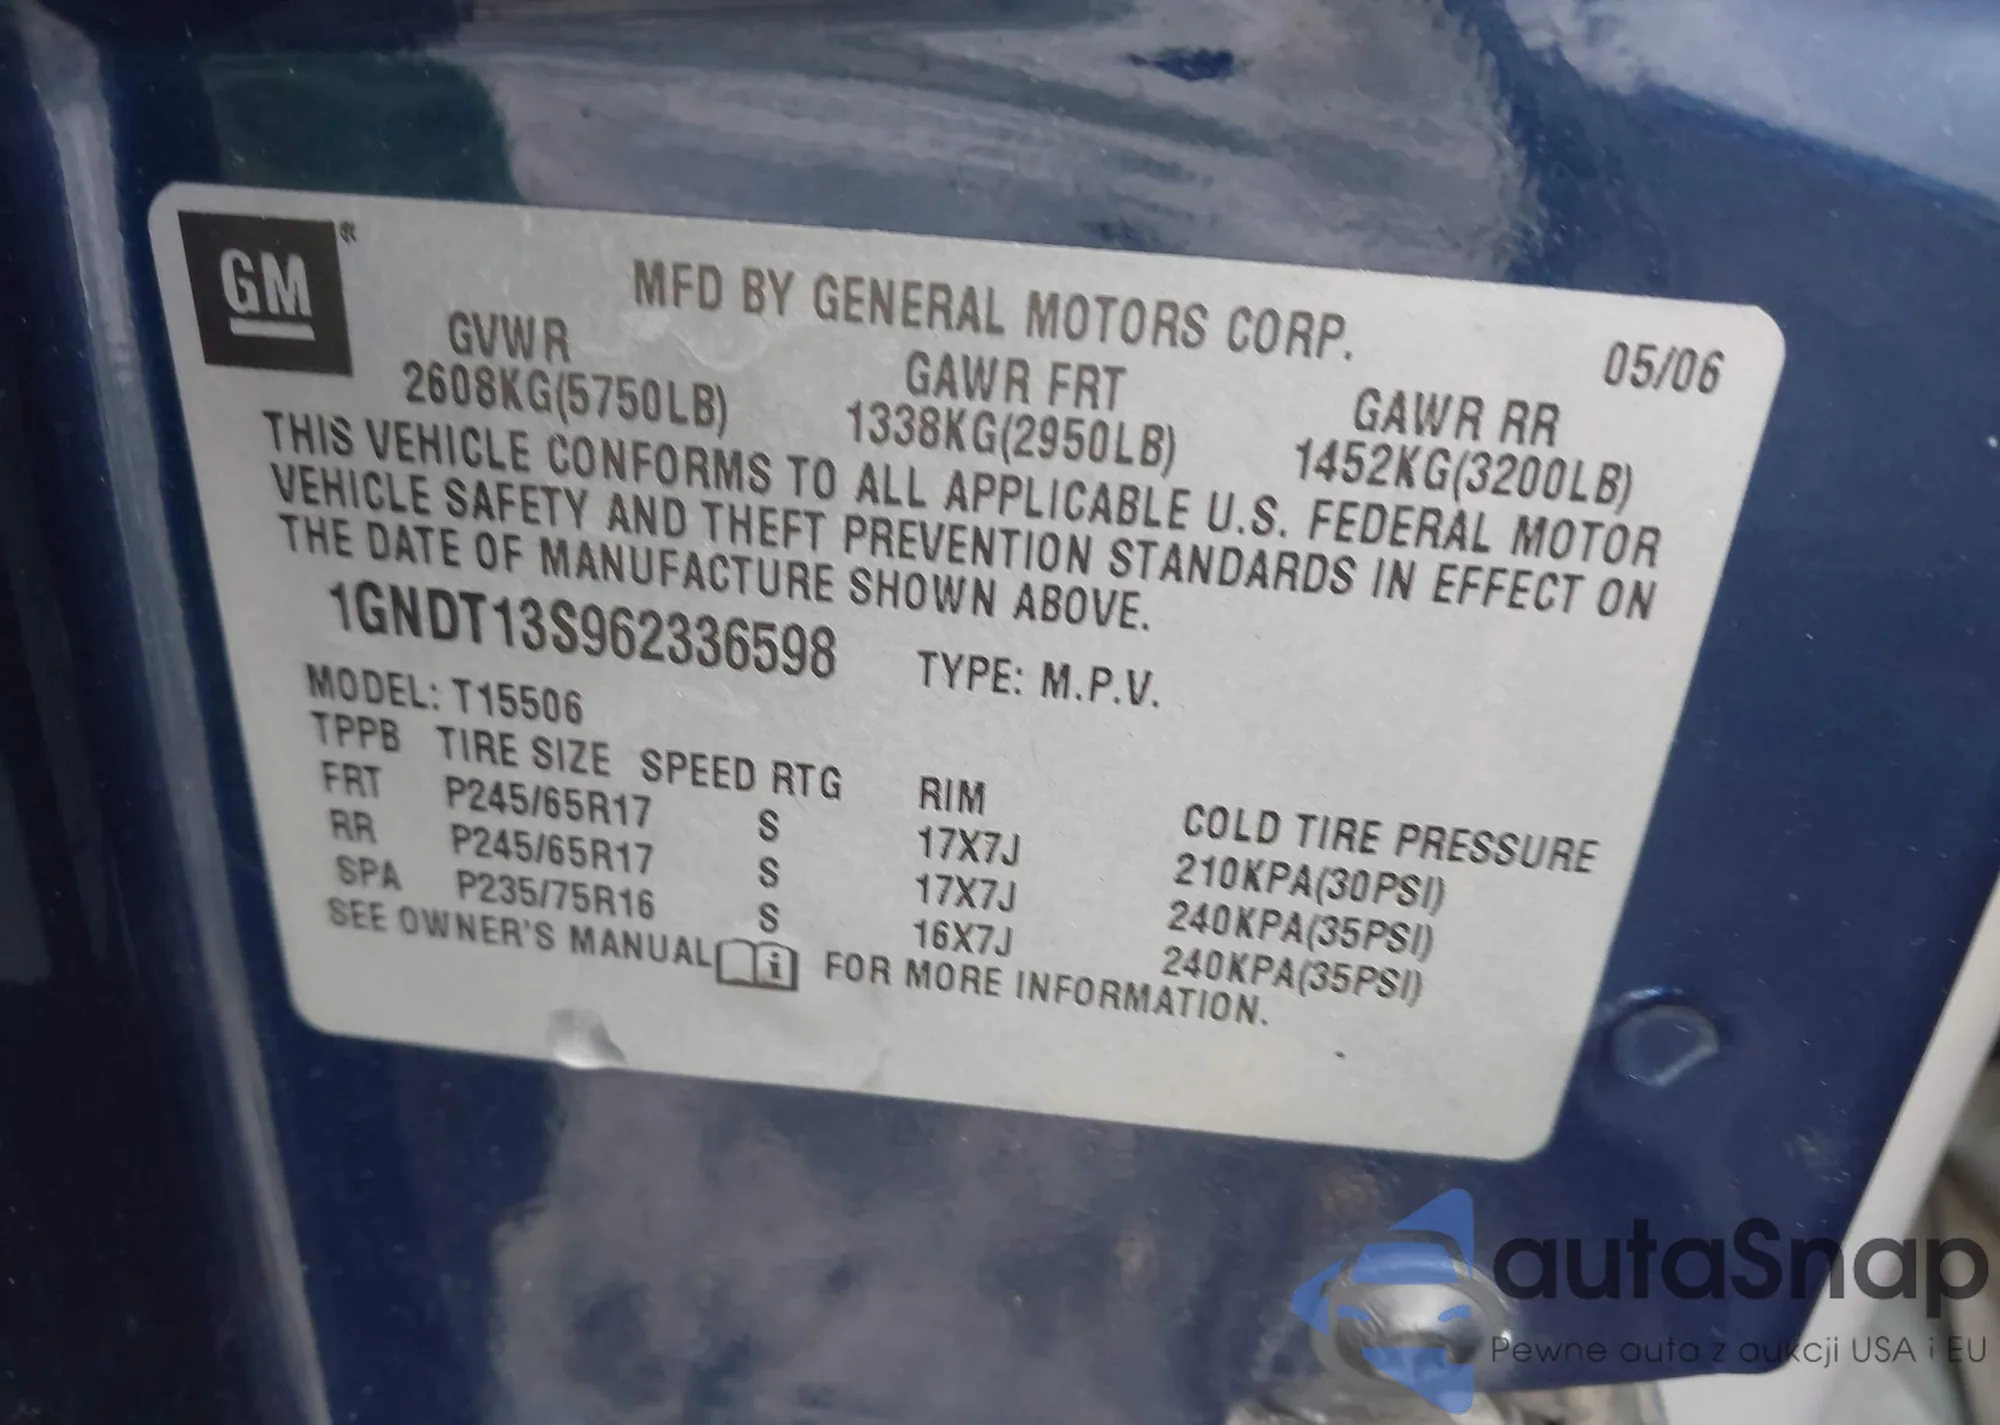 GM
MFD BY GENERAL MOTORS CORP.
05/06
GVWR GAWR FRT GAWR RR
2608KG(5750LB) 1338KG(2950LB) 1452KG(3200LB)
THIS VEHICLE CONFORMS TO ALL APPLICABLE U.S. FEDERAL MOTOR
VEHICLE SAFETY AND THEFT PREVENTION STANDARDS IN EFFECT ON
THE DATE OF MANUFACTURE SHOWN ABOVE.
1GNDT13S962336598 TYPE: M.P.V.
MODEL: T15506
TPPB TIRE SIZE SPEED RTG RIM COLD TIRE PRESSURE
FRT P245/65R17 S 17X7J 210KPA(30PSI)
RR P245/65R17 S 17X7J 240KPA(35PSI)
SPA P235/75R16 S 16X7J 240KPA(35PSI)
SEE OWNER'S MANUAL i FOR MORE INFORMATION.
autaSnap
Pewne auta z aukcji USA i EU